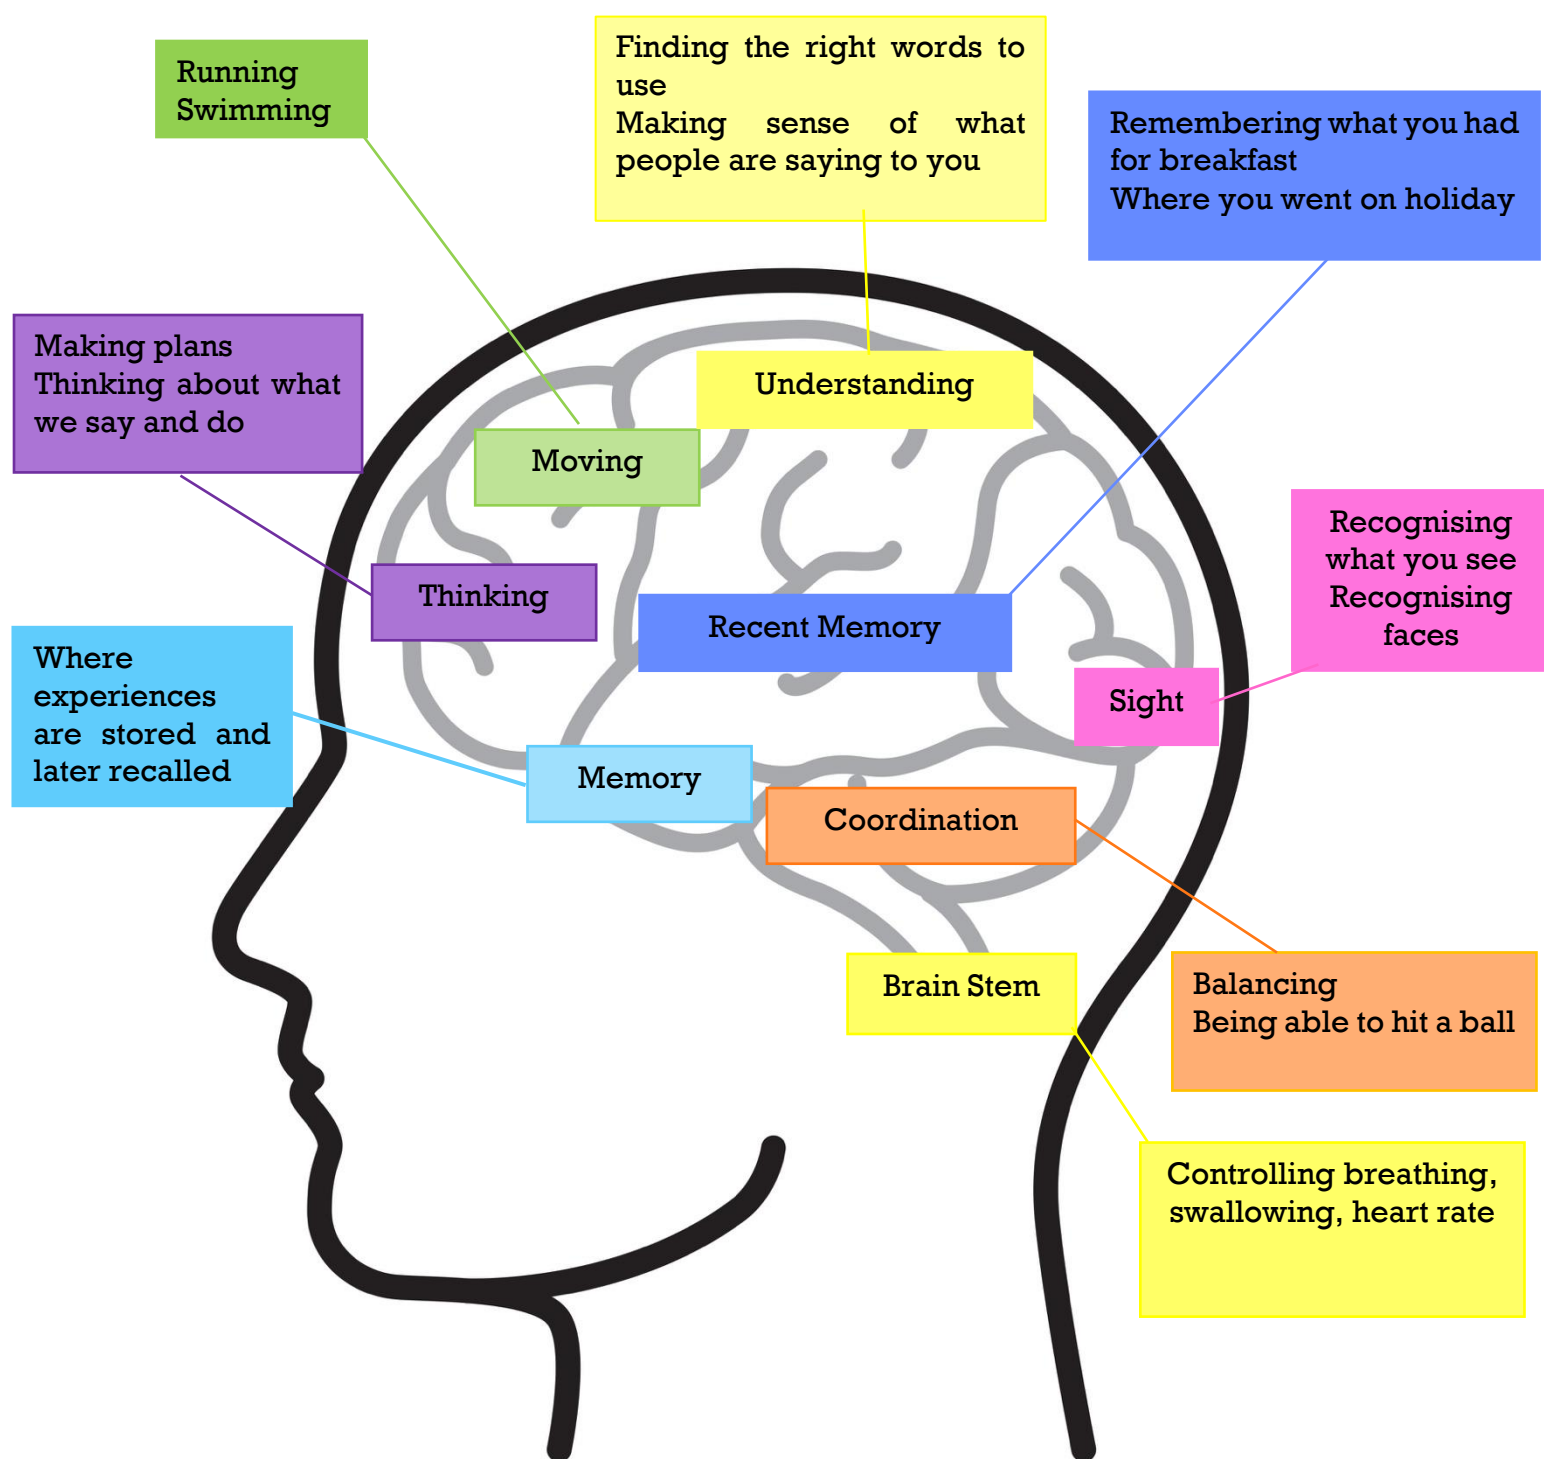 Running
Swimming
Finding the right words to
use
Making sense of what
people are saying to you
Remembering what you had
for breakfast
Where you went on holiday
Making plans
Thinking about what
we say and do
Understanding
Moving
Recognising
what you see
Recognising
faces
Thinking
Recent Memory
Where
experiences
are stored and
later recalled
Sight
Memory
Coordination
Brain Stem
Balancing
Being able to hit a ball
Controlling breathing,
swallowing, heart rate